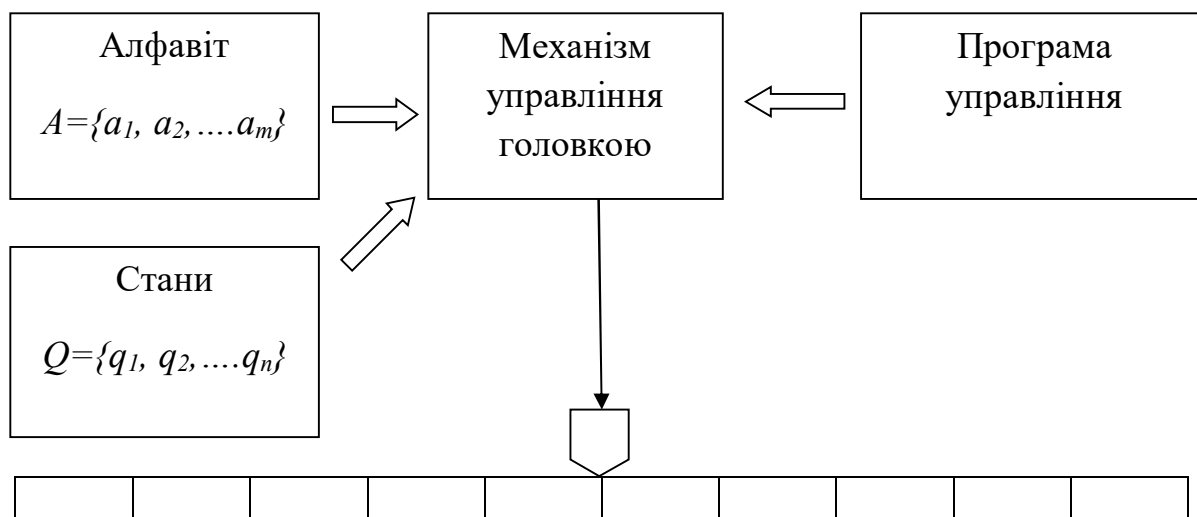 Алфавіт
A={a1, a2,....am}
Механізм
управління
головкою
Програма
управління
Стани
Q={q1, q2,....qn}